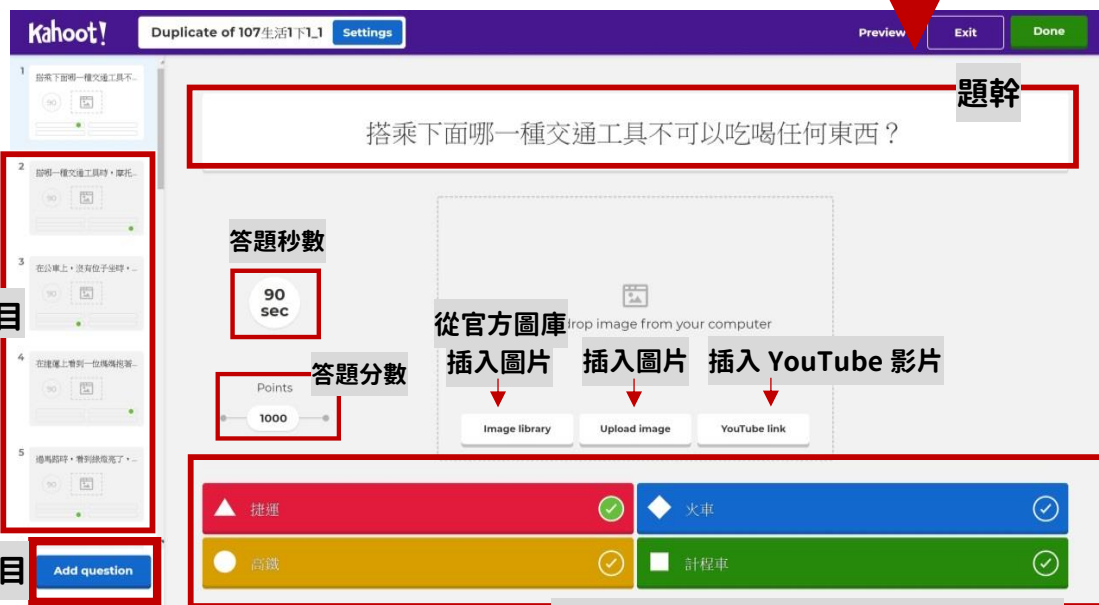 Kahoot!
Duplicate of 107生活1下1_1
Settings
Preview
Exit
Done
題幹
搭乘下面哪一種交通工具不可以吃喝任何東西？
1
搭乘下面哪一種交通工具不...
90
2
搭哪一種交通工具時，摩托...
90
3
在公車上，沒有位子坐時，...
90
目
4
在捷運上看到一位媽媽抱著...
90
5
過馬路時，看到綠燈亮了，...
90
目
Add question
答題秒數
90
sec
答題分數
Points
1000
drop image from your computer
從官方圖庫
插入圖片
插入圖片
插入 YouTube 影片
Image library
Upload image
YouTube link
捷運
火車
高鐵
計程車